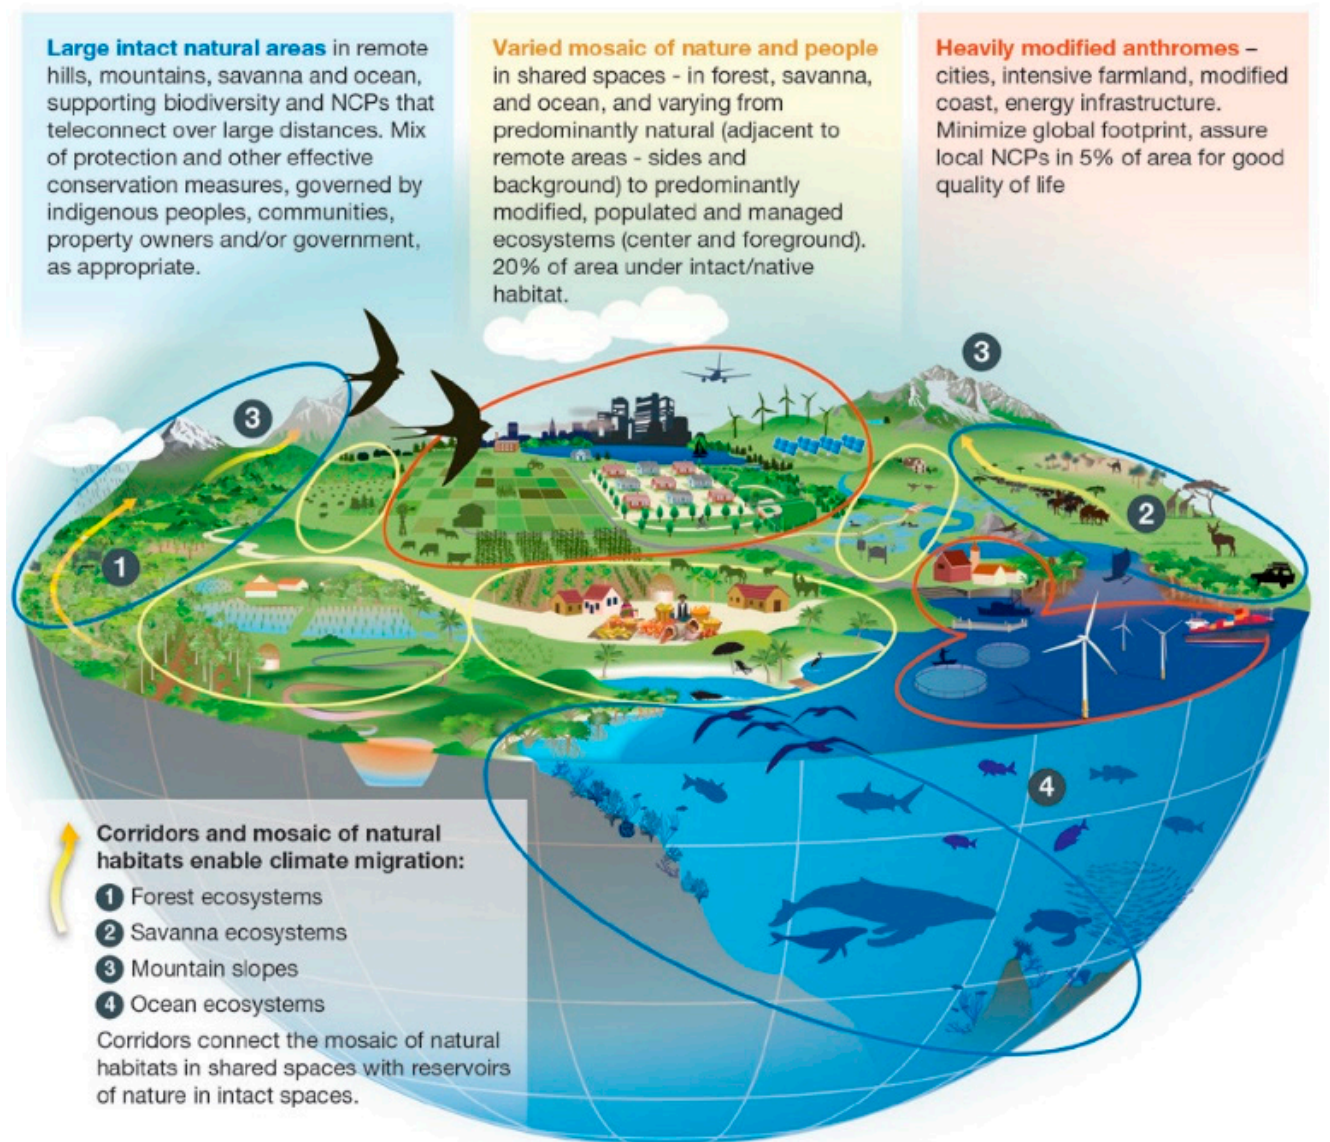 Large intact natural areas in remote
hills, mountains, savanna and ocean,
supporting biodiversity and NCPs that
teleconnect over large distances. Mix
of protection and other effective
conservation measures, governed by
indigenous peoples, communities,
property owners and/or government,
as appropriate.
Varied mosaic of nature and people
in shared spaces - in forest, savanna,
and ocean, and varying from
predominantly natural (adjacent to
remote areas - sides and
background) to predominantly
modified, populated and managed
ecosystems (center and foreground).
20% of area under intact/native
habitat.
Heavily modified anthromes –
cities, intensive farmland, modified
coast, energy infrastructure.
Minimize global footprint, assure
local NCPs in 5% of area for good
quality of life
3
3
2
1
4
Corridors and mosaic of natural
habitats enable climate migration:
1 Forest ecosystems
2 Savanna ecosystems
3 Mountain slopes
4 Ocean ecosystems
Corridors connect the mosaic of natural
habitats in shared spaces with reservoirs
of nature in intact spaces.